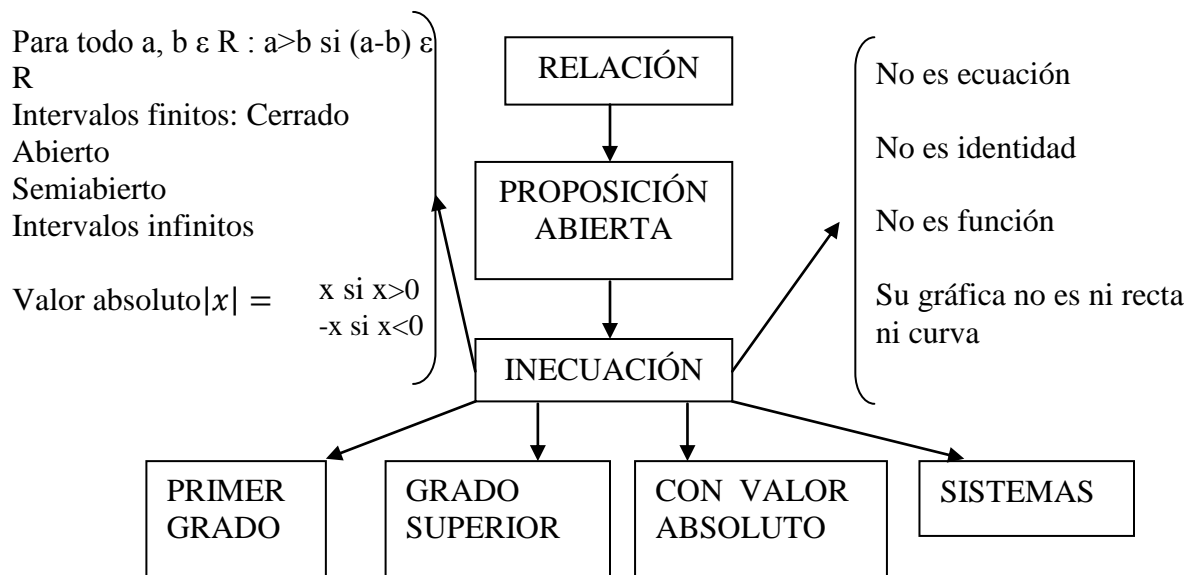 Para todo a, b ε R : a>b si (a-b) ε
R
Intervalos finitos: Cerrado
Abierto
Semiabierto
Intervalos infinitos
Valor absoluto|x| =
x si x>0
-x si x<0
RELACIÓN
PROPOSICIÓN
ABIERTA
INECUACIÓN
No es ecuación
No es identidad
No es función
Su gráfica no es ni recta
ni curva
PRIMER
GRADO
GRADO
SUPERIOR
CON VALOR
ABSOLUTO
SISTEMAS